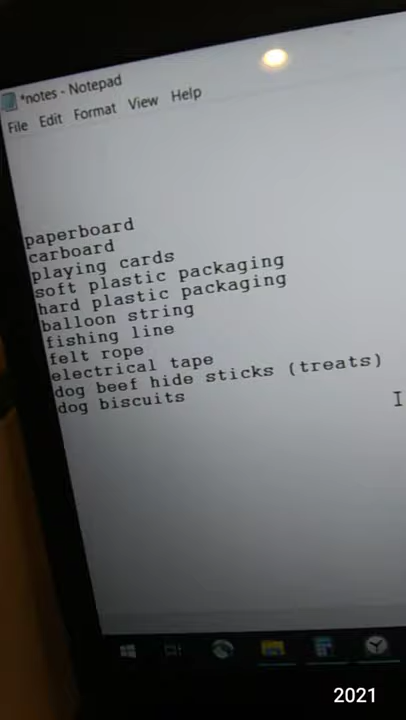 *notes - Notepad
File Edit Format View Help
paperboard
carboard
playing cards
soft plastic packaging
hard plastic packaging
balloon string
fishing line
felt rope
electrical tape
dog beef hide sticks (treats)
dog biscuits
2021